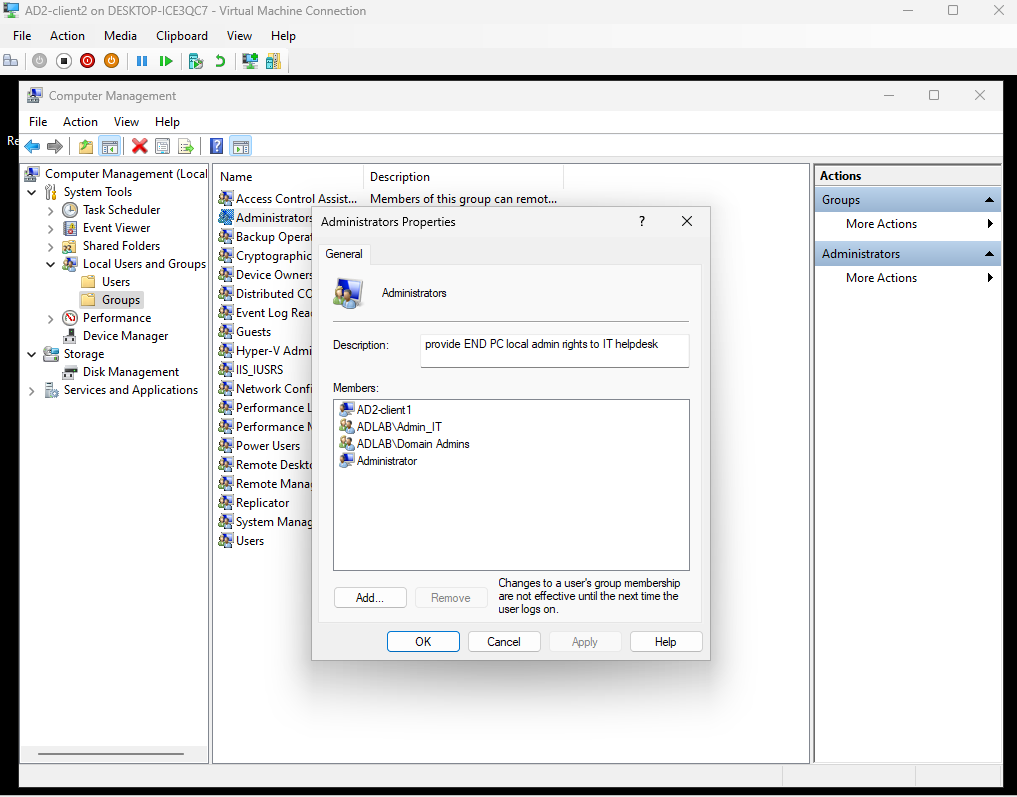 AD2-client2 on DESKTOP-ICE3QC7 - Virtual Machine Connection
File Action Media Clipboard View Help
Re
Computer Management
File Action View Help
Computer Management (Local
System Tools
Task Scheduler
Event Viewer
Shared Folders
Local Users and Groups
Users
Groups
Performance
Device Manager
Storage
Disk Management
Services and Applications
Name Description
Access Control Assist... Members of this group can remot...
Administrators
Backup Operat
Cryptographic
Device Owners
Distributed CO
Event Log Rea
Guests
Hyper-V Admi
IIS_IUSRS
Network Confi
Performance L
Performance M
Power Users
Remote Deskto
Remote Mana
Replicator
System Manag
Users
Administrators Properties
?
General
Administrators
Description: provide END PC local admin rights to IT helpdesk
Members:
AD2-client1
ADLAB\Admin_IT
ADLAB\Domain Admins
Administrator
Add... Remove
Changes to a user's group membership
are not effective until the next time the
user logs on.
OK Cancel Apply Help
Actions
Groups
More Actions
Administrators
More Actions